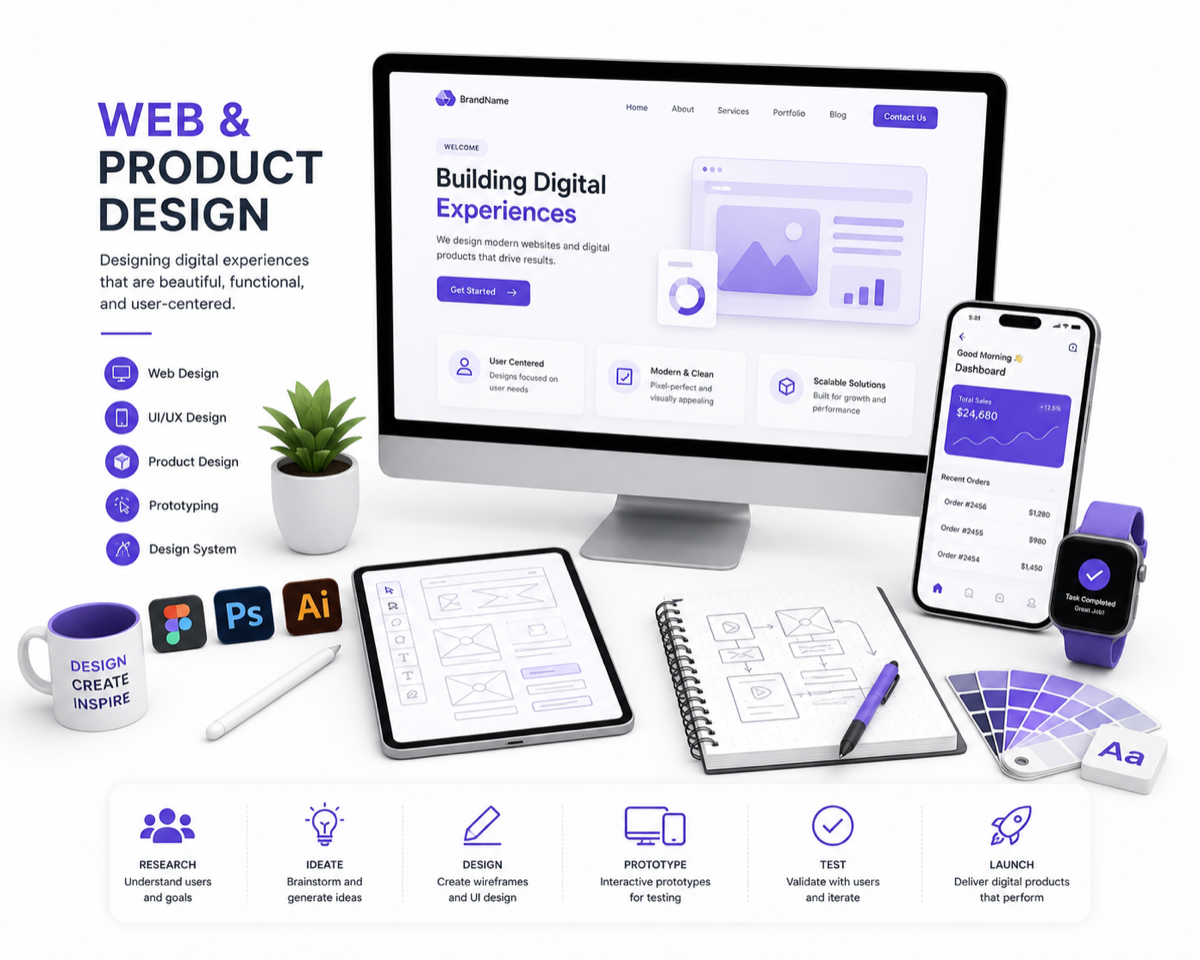 WEB &
PRODUCT
DESIGN
Designing digital experiences
that are beautiful, functional,
and user-centered.
Web Design
UI/UX Design
Product Design
Prototyping
Design System
BrandName
Home
About
Services
Portfolio
Blog
Contact Us
WELCOME
Building Digital
Experiences
We design modern websites and digital
products that drive results.
Get Started
User Centered
Designs focused on
user needs
Modern & Clean
Pixel-perfect and
visually appealing
Scalable Solutions
Built for growth and
performance
9:01
Good Morning 👋
Dashboard
Total Sales
+12.5%
$24,680
Recent Orders
Order #2456
$1,280
Order #2455
$980
Order #2454
$1,450
Task Completed
Great Job!
DESIGN
CREATE
INSPIRE
Ps
Ai
T
T
Aa
RESEARCH
Understand users
and goals
IDEATE
Brainstorm and
generate ideas
DESIGN
Create wireframes
and UI design
PROTOTYPE
Interactive prototypes
for testing
TEST
Validate with users
and iterate
LAUNCH
Deliver digital products
that perform